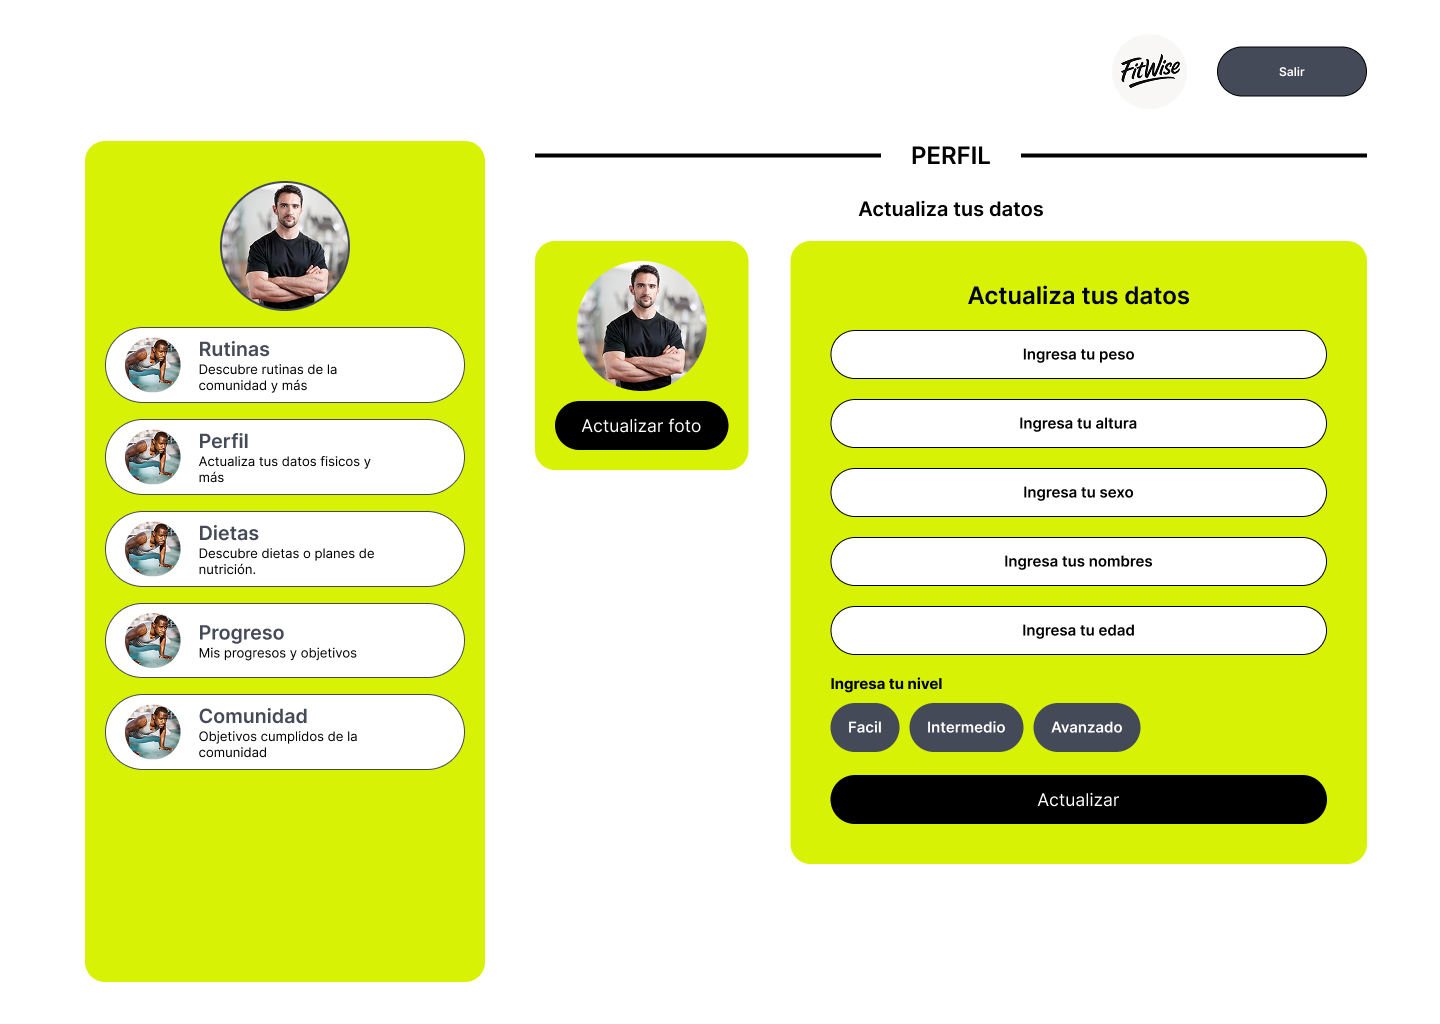 FitWise
Salir
Rutinas
Descubre rutinas de la
comunidad y más
Perfil
Actualiza tus datos fisicos y
más
Dietas
Descubre dietas o planes de
nutrición.
Progreso
Mis progresos y objetivos
Comunidad
Objetivos cumplidos de la
comunidad
PERFIL
Actualiza tus datos
Actualizar foto
Actualiza tus datos
Ingresa tu peso
Ingresa tu altura
Ingresa tu sexo
Ingresa tus nombres
Ingresa tu edad
Ingresa tu nivel
Facil Intermedio Avanzado
Actualizar